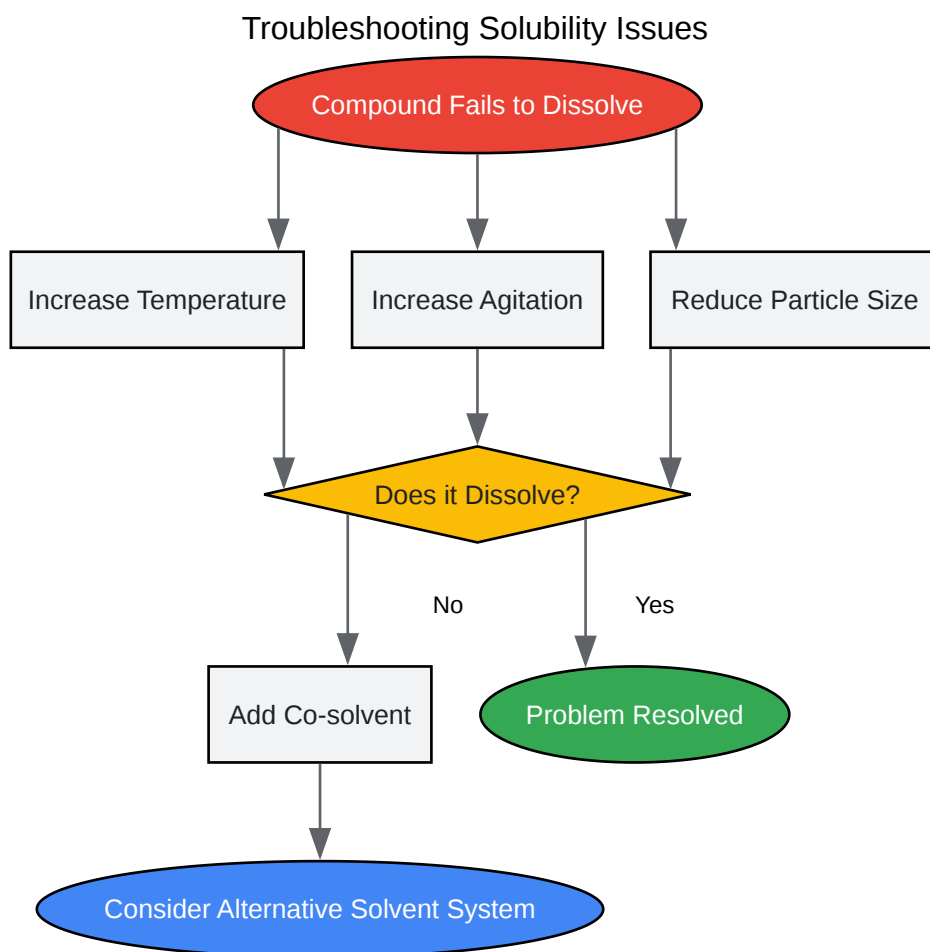 Troubleshooting Solubility Issues
Compound Fails to Dissolve
Increase Temperature
Increase Agitation
Reduce Particle Size
Does it Dissolve?
No
Yes
Add Co-solvent
Problem Resolved
Consider Alternative Solvent System